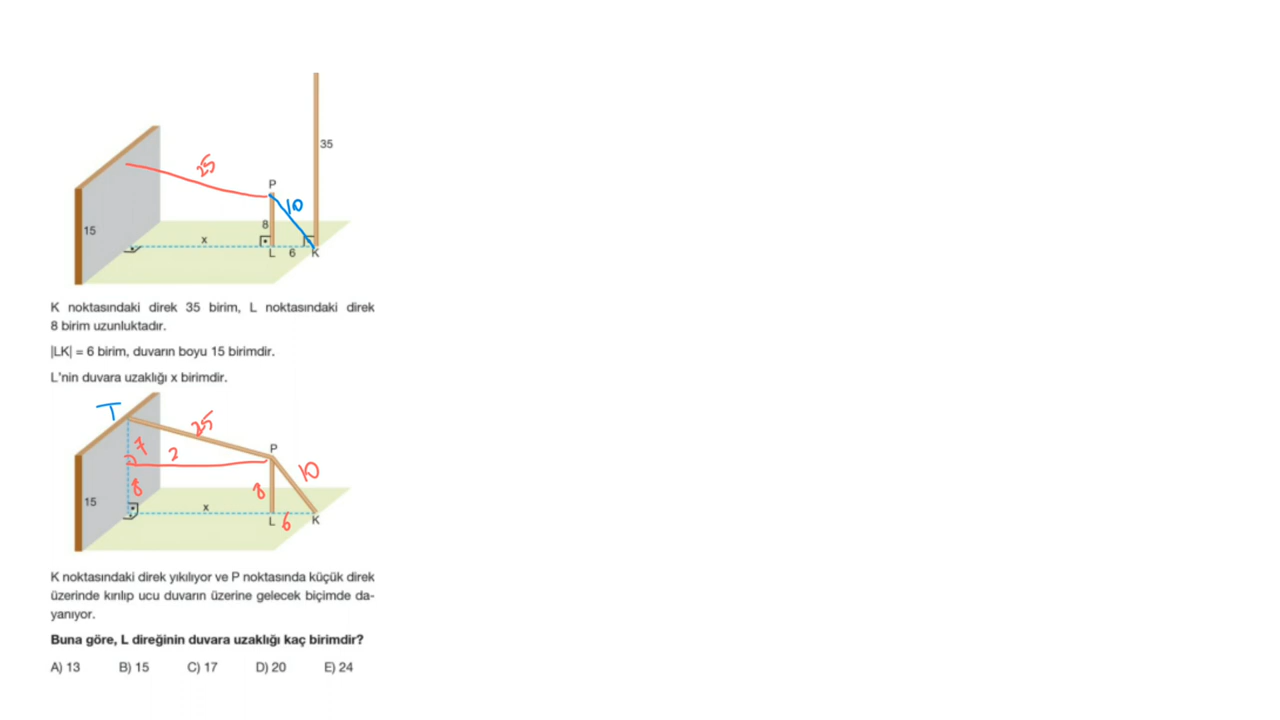 35
25
P
10
8
15
x
L 6 K
K noktasındaki direk 35 birim, L noktasındaki direk
8 birim uzunluktadır.
|LK| = 6 birim, duvarın boyu 15 birimdir.
L'nin duvara uzaklığı x birimdir.
T
25
7
P
2
10
8
8
15
x
L 6 K
K noktasındaki direk yıkılıyor ve P noktasında küçük direk
üzerinde kırılıp ucu duvarın üzerine gelecek biçimde da-
yanıyor.
Buna göre, L direğinin duvara uzaklığı kaç birimdir?
A) 13 B) 15 C) 17 D) 20 E) 24